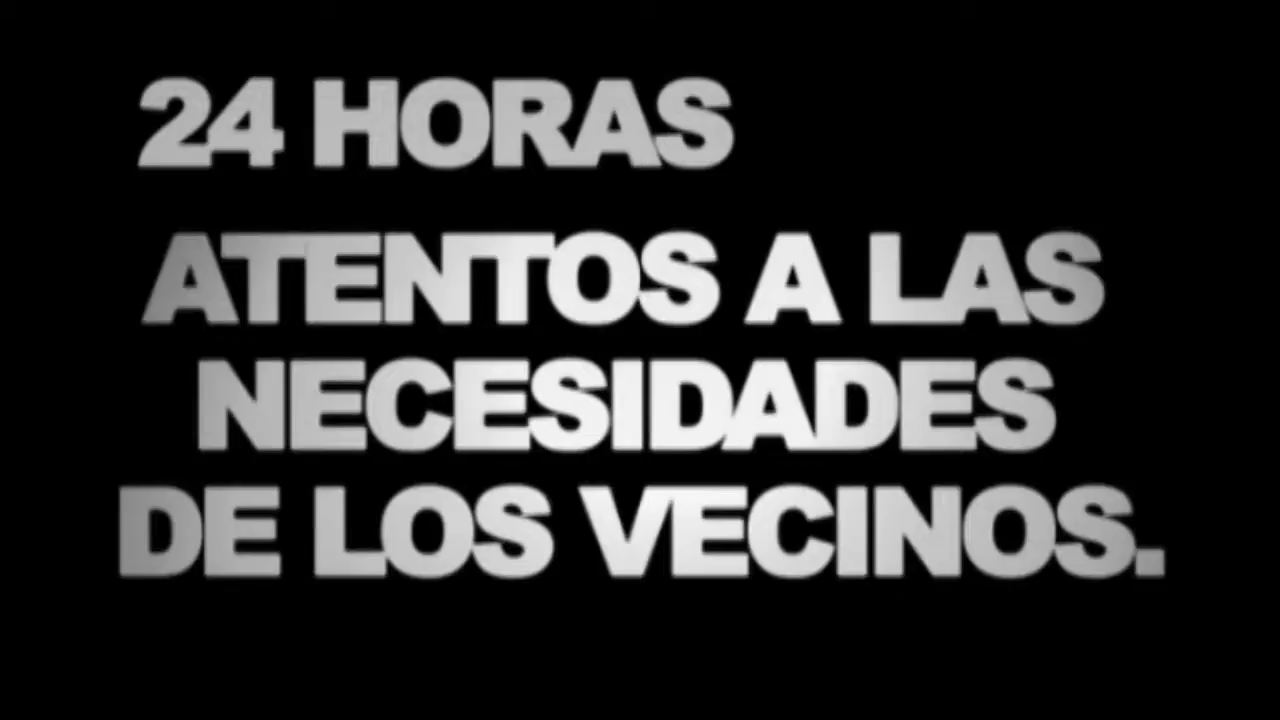 24 HORAS
ATENTOS A LAS
NECESIDADES
DE LOS VECINOS.